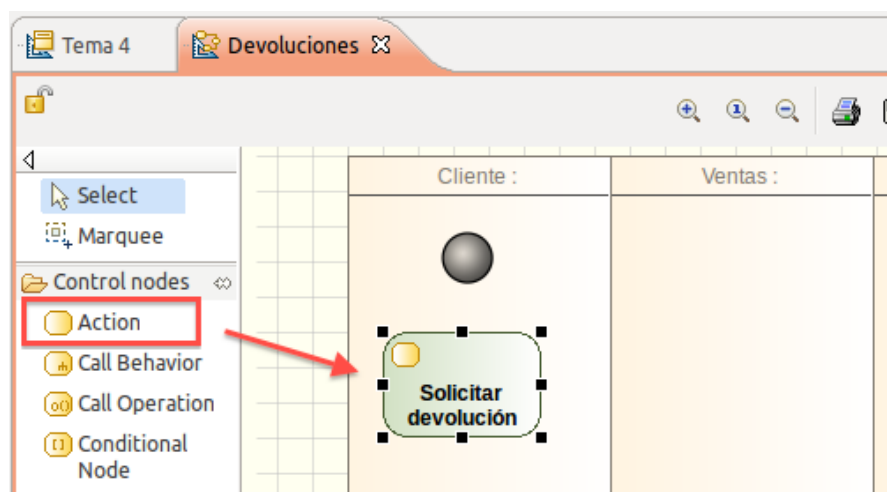 Tema 4
Devoluciones
Select
Marquee
Control nodes
Action
Call Behavior
Call Operation
Conditional
Node
Cliente :
Ventas :
Solicitar
devolución